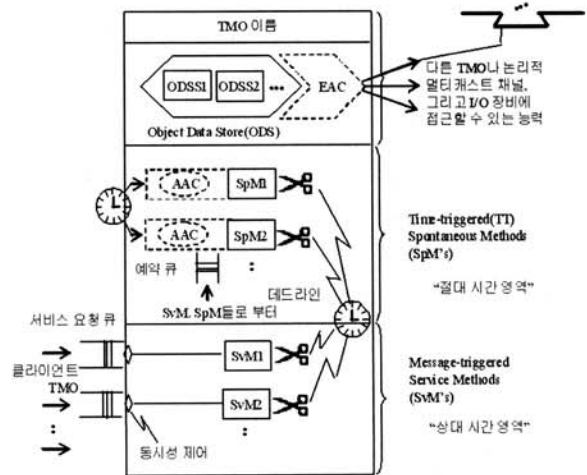 TMO 이름
ODSS1
ODSS2
...
EAC
Object Data Store(ODS)
다른 TMO나 논리적
멀티캐스트 채널,
그리고 I/O 장비에
접근할 수 있는 능력
AAC
SpM1
AAC
SpM2
예약 큐
:
SvM, SpM들로 부터
데드라인
Time-triggered(TT)
Spontaneous Methods
(SpM's)
"절대 시간 영역"
서비스 요청 큐
클라이언트
TMO
:
SvM1
SvM2
:
동시성 제어
Message-triggered
Service Methods
(SvM's)
"상대 시간 영역"